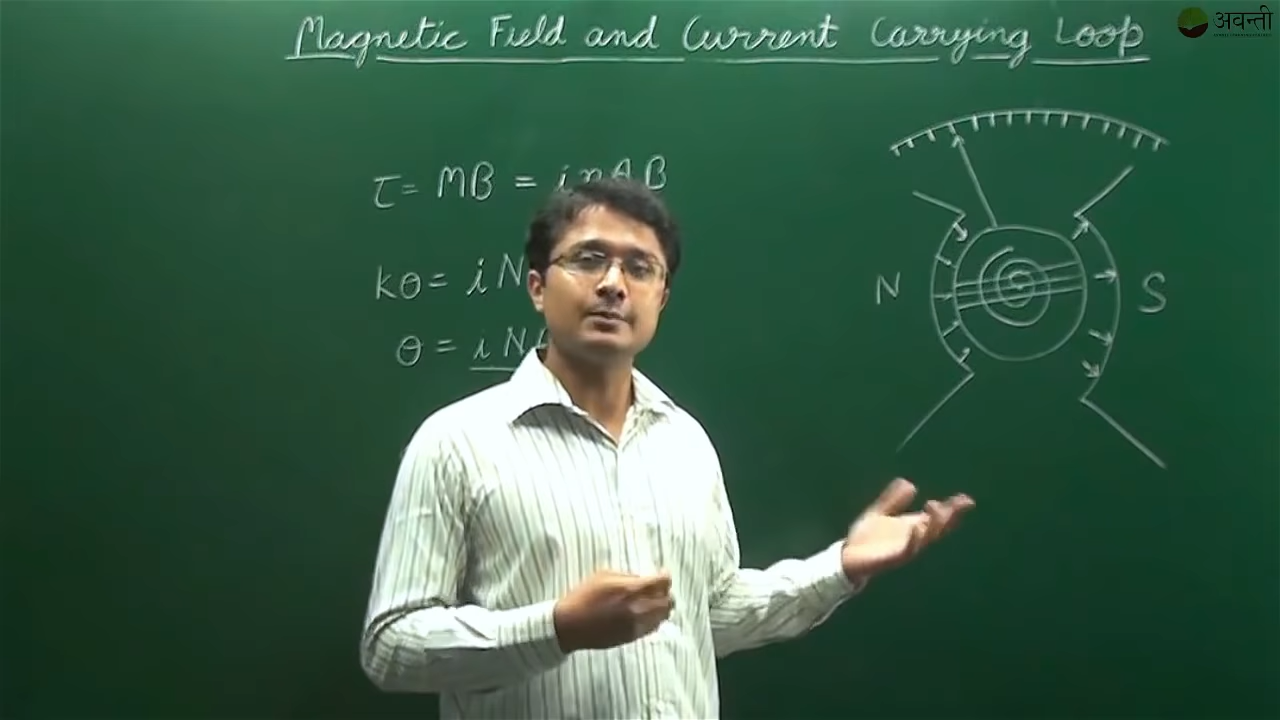 Magnetic Field and Current Carrying Loop
अवन्ती
τ = MB = i n A B
kθ = i N
θ = i N
N
S